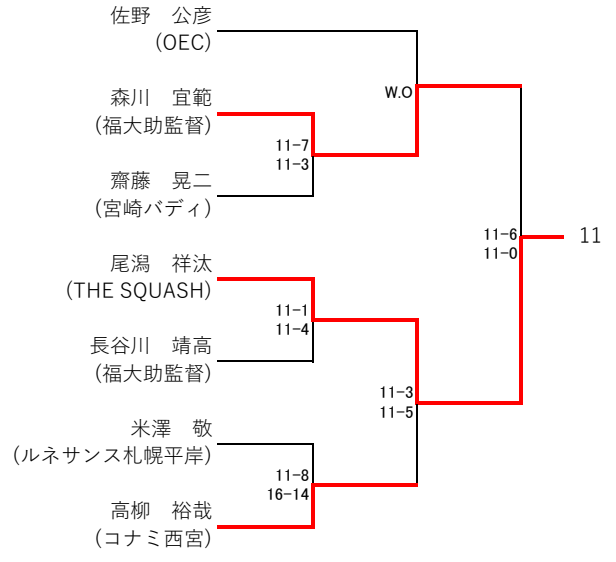 佐野　公彦
(OEC)
W.O
森川　宜範
(福大助監督)
11-7
11-3
齋藤　晃二
(宮崎バディ)
11-6
11-0
11
尾潟　祥汰
(THE SQUASH)
11-1
11-4
長谷川　靖高
(福大助監督)
11-3
11-5
米澤　敬
(ルネサンス札幌平岸)
11-8
16-14
高柳　裕哉
(コナミ西宮)